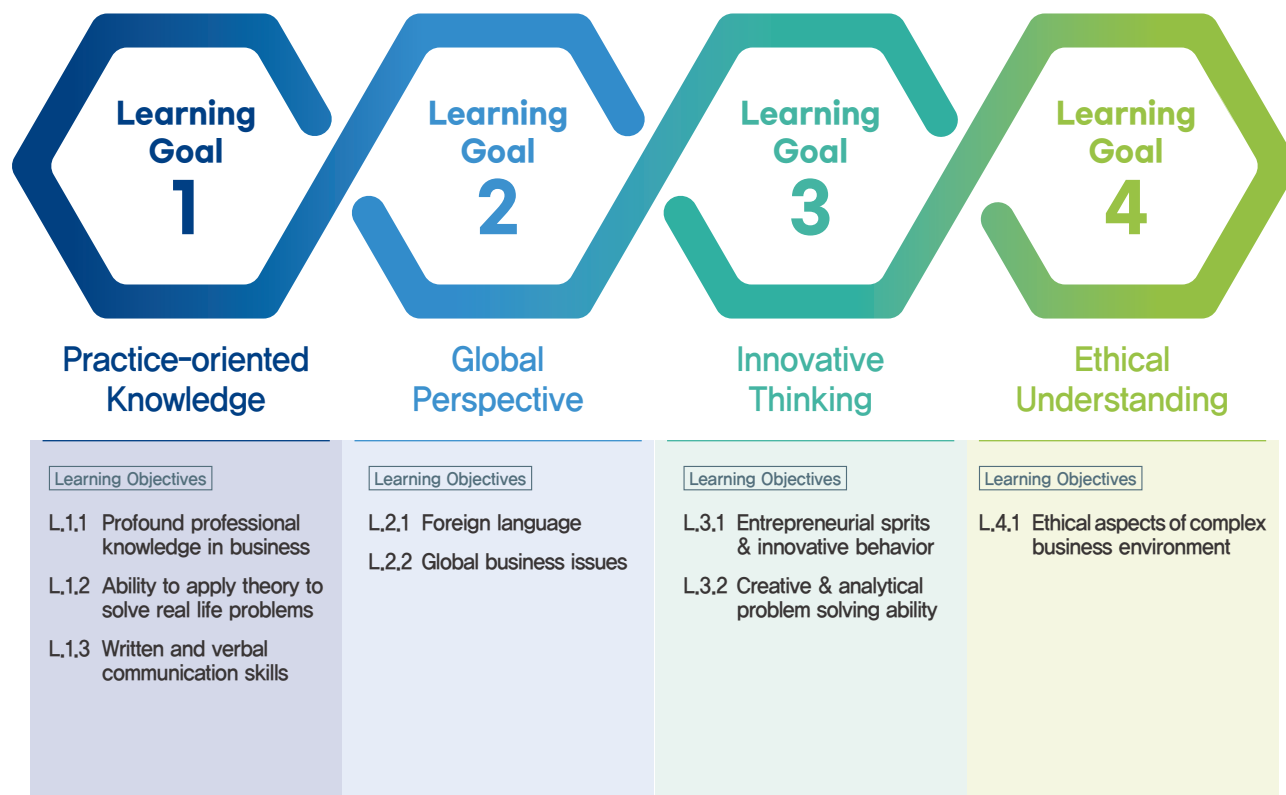 Learning
Goal
1
Practice-oriented
Knowledge
Learning Objectives
L.1.1 Profound professional
knowledge in business
L.1.2 Ability to apply theory to
solve real life problems
L.1.3 Written and verbal
communication skills
Learning
Goal
2
Global
Perspective
Learning Objectives
L.2.1 Foreign language
L.2.2 Global business issues
Learning
Goal
3
Innovative
Thinking
Learning Objectives
L.3.1 Entrepreneurial sprits
& innovative behavior
L.3.2 Creative & analytical
problem solving ability
Learning
Goal
4
Ethical
Understanding
Learning Objectives
L.4.1 Ethical aspects of complex
business environment